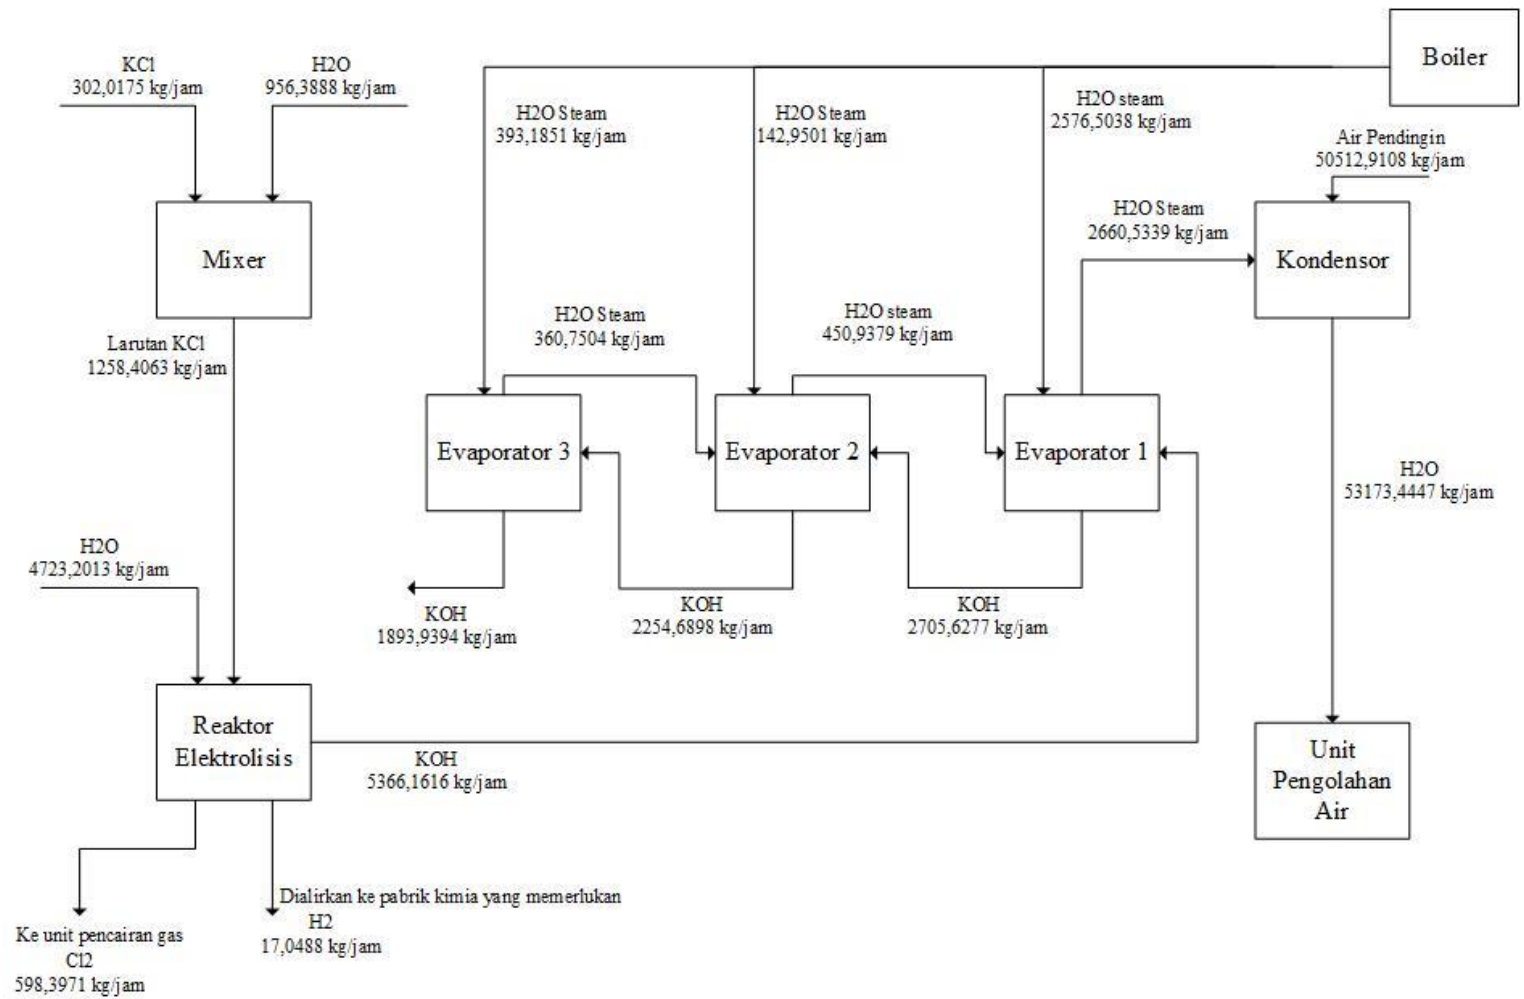 Boiler
KCl
302,0175 kg/jam
H2O
956,3888 kg/jam
H2O Steam
393,1851 kg/jam
H2O Steam
142,9501 kg/jam
H2O steam
2576,5038 kg/jam
Air Pendingin
50512,9108 kg/jam
H2O Steam
2660,5339 kg/jam
Mixer
Kondensor
Larutan KCl
1258,4063 kg/jam
H2O Steam
360,7504 kg/jam
H2O steam
450,9379 kg/jam
Evaporator 3
Evaporator 2
Evaporator 1
H2O
53173,4447 kg/jam
H2O
4723,2013 kg/jam
KOH
1893,9394 kg/jam
KOH
2254,6898 kg/jam
KOH
2705,6277 kg/jam
Reaktor
Elektrolisis
KOH
5366,1616 kg/jam
Unit
Pengolahan
Air
Dialirkan ke pabrik kimia yang memerlukan
H2
17,0488 kg/jam
Ke unit pencairan gas
Cl2
598,3971 kg/jam